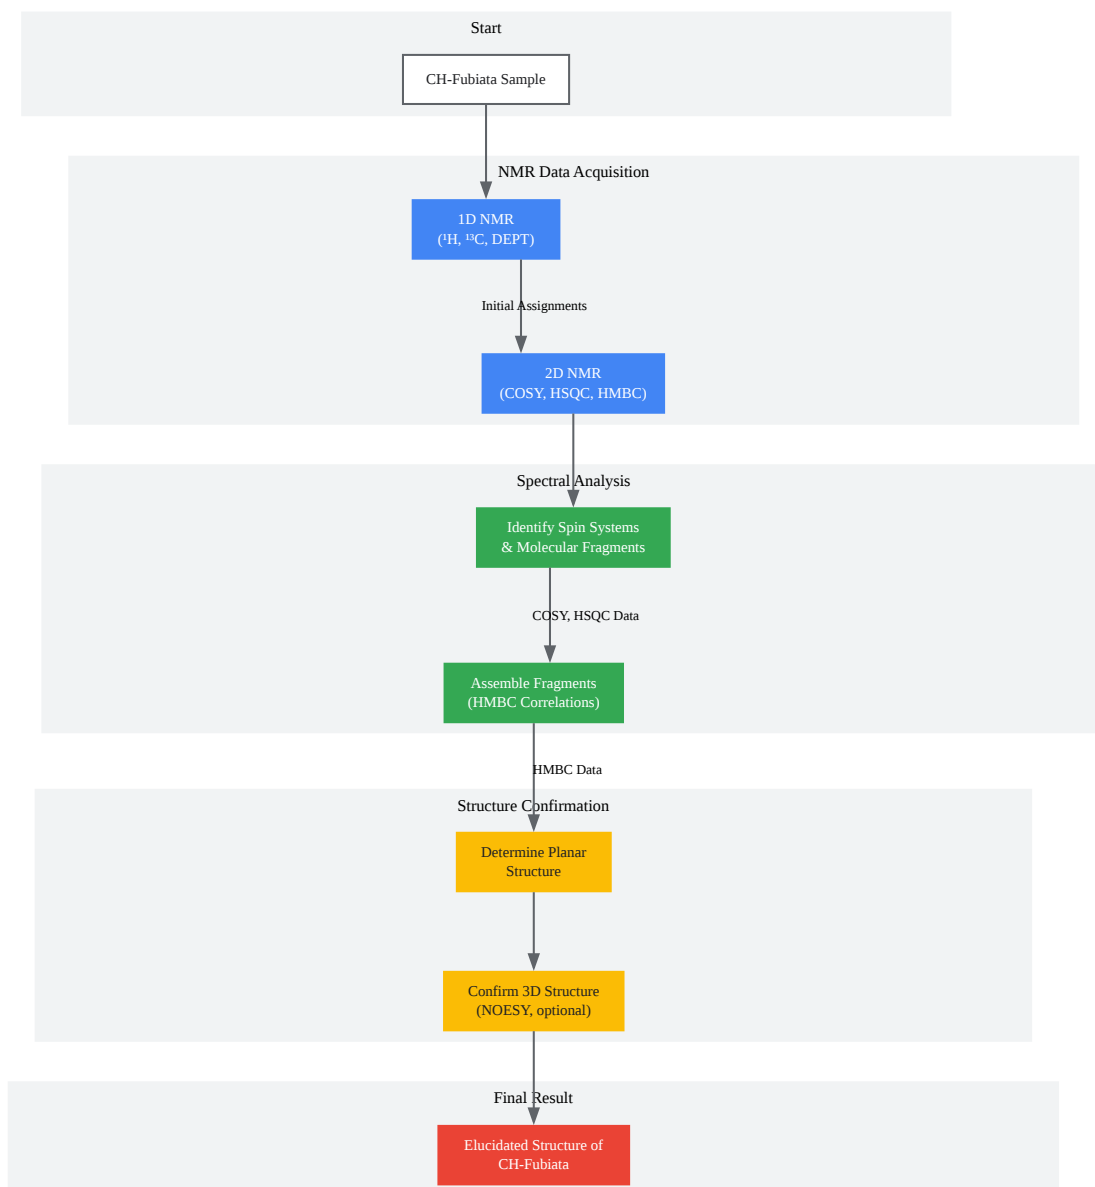 Start
CH-Fubiata Sample
NMR Data Acquisition
1D NMR
(¹H, ¹³C, DEPT)
Initial Assignments
2D NMR
(COSY, HSQC, HMBC)
Spectral Analysis
Identify Spin Systems
& Molecular Fragments
COSY, HSQC Data
Assemble Fragments
(HMBC Correlations)
HMBC Data
Structure Confirmation
Determine Planar
Structure
Confirm 3D Structure
(NOESY, optional)
Final Result
Elucidated Structure of
CH-Fubiata